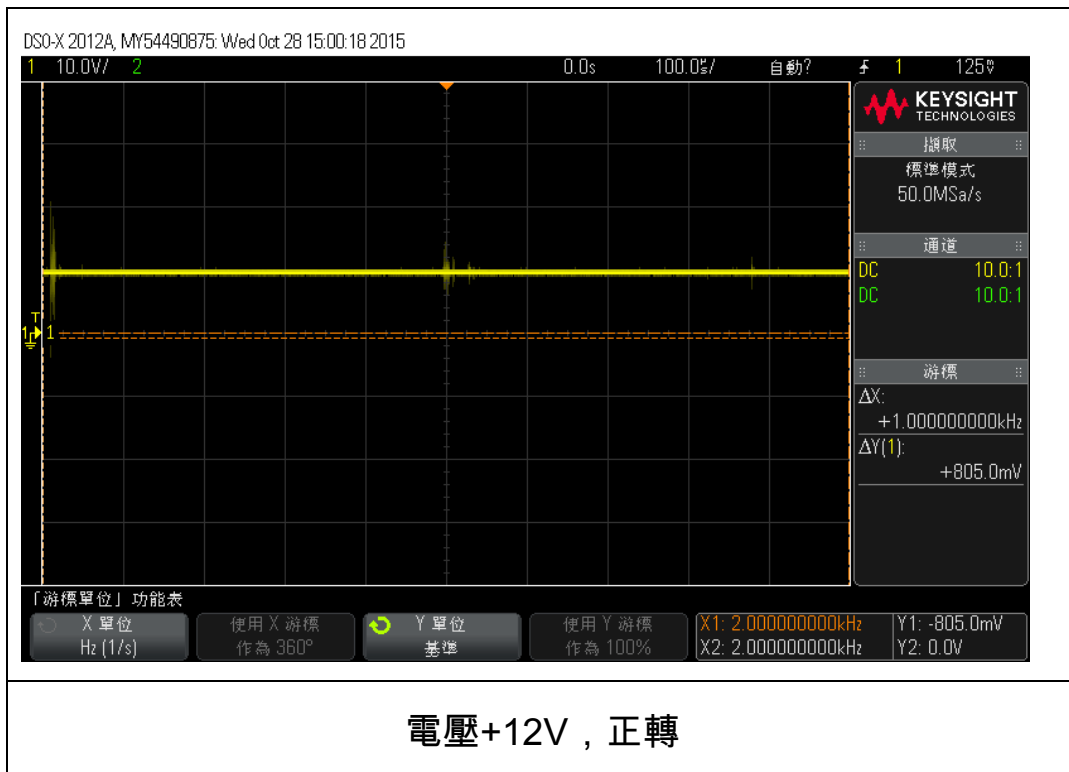 DSO-X 2012A, MY54490875: Wed Oct 28 15:00:18 2015
1 10.0V/ 2 0.0s 100.0㎲/ 自動? 1 125㎷
KEYSIGHT
TECHNOLOGIES
擷取
標準模式
50.0MSa/s
通道
DC 10.0:1
DC 10.0:1
T
1 1
游標
ΔX:
+1.000000000kHz
ΔY(1):
+805.0mV
「游標單位」功能表
X 單位
Hz (1/s)
使用 X 游標
作為 360°
Y 單位
基準
使用 Y 游標
作為 100%
X1: 2.000000000kHz
X2: 2.000000000kHz
Y1: -805.0mV
Y2: 0.0V
電壓+12V，正轉